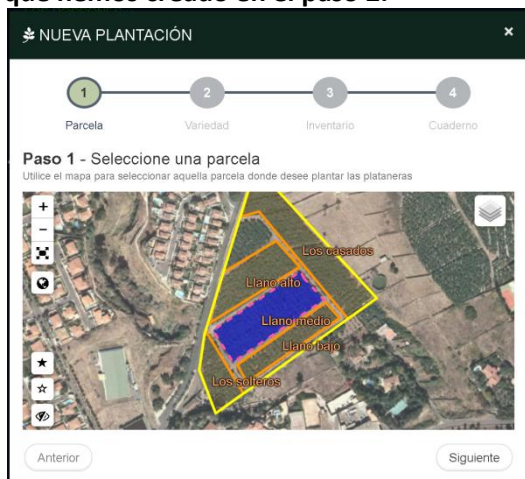 que hemos creado en el paso 2.
NUEVA PLANTACIÓN ×
1 2 3 4
Parcela Variedad Inventario Cuaderno
Paso 1 - Seleccione una parcela
Utilice el mapa para seleccionar aquella parcela donde desee plantar las plataneras
+
−
Los casados
Llano alto
Llano medio
Llano bajo
Los solteros
Anterior Siguiente